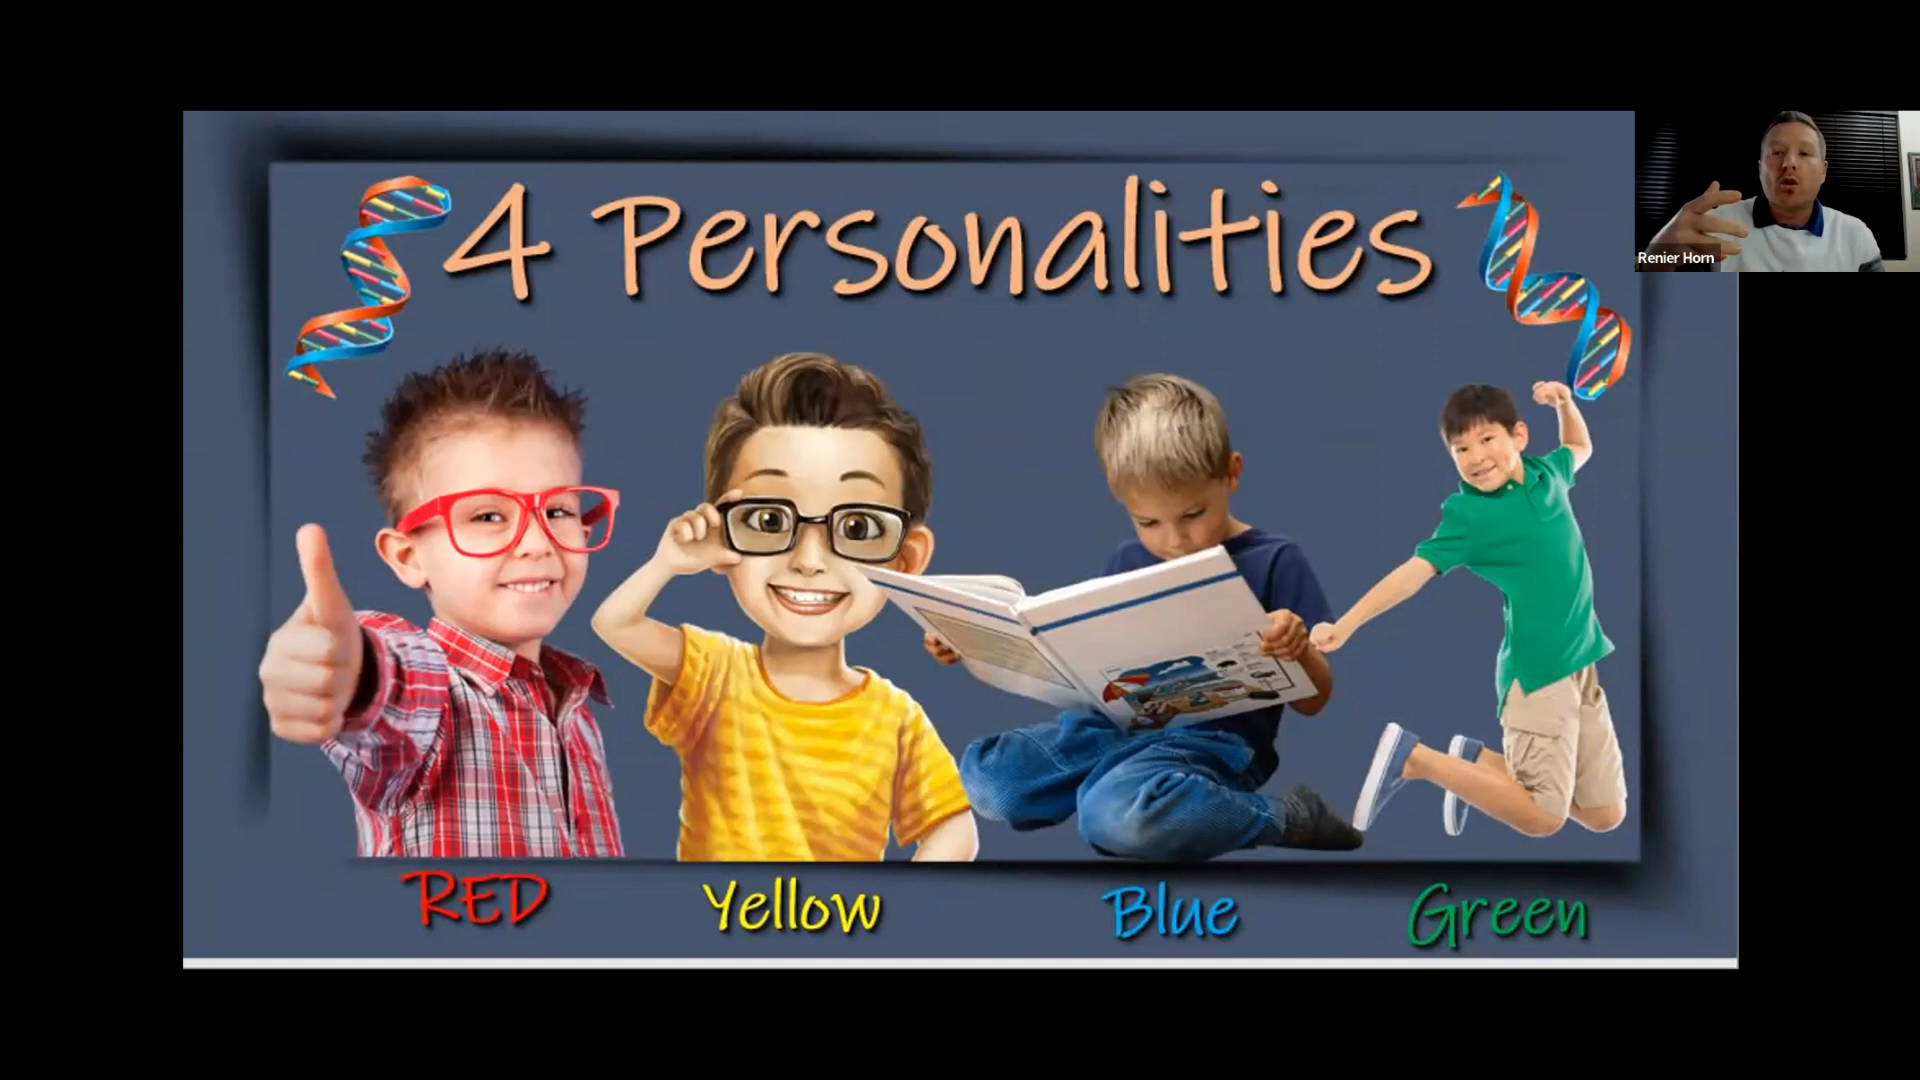 4 Personalities
Renier Horn
RED
Yellow
Blue
Green